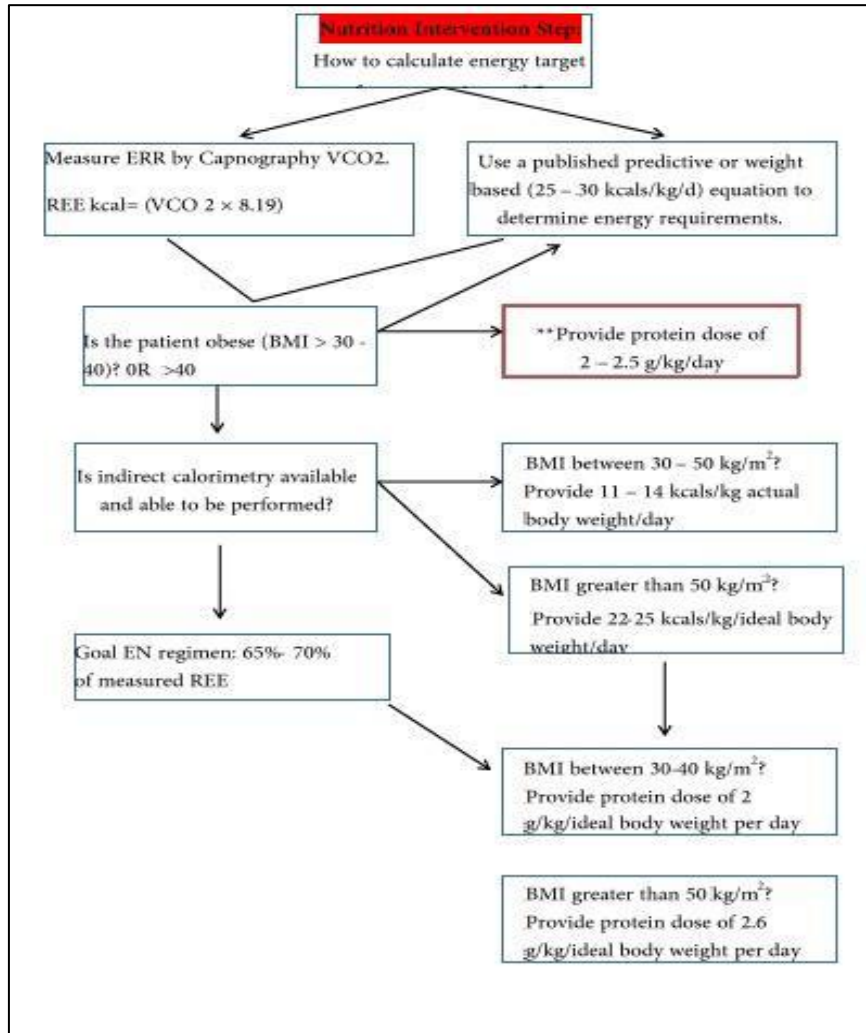 Nutrition Intervention Step:
How to calculate energy target
Measure ERR by Capnography VCO2.
REE kcal= (VCO 2 × 8.19)
Use a published predictive or weight
based (25 – 30 kcals/kg/d) equation to
determine energy requirements.
Is the patient obese (BMI > 30 -
40)? 0R >40
**Provide protein dose of
2 – 2.5 g/kg/day
Is indirect calorimetry available
and able to be performed?
BMI between 30 – 50 kg/m²?
Provide 11 – 14 kcals/kg actual
body weight/day
BMI greater than 50 kg/m²?
Provide 22-25 kcals/kg/ideal body
weight/day
Goal EN regimen: 65%- 70%
of measured REE
BMI between 30-40 kg/m²?
Provide protein dose of 2
g/kg/ideal body weight per day
BMI greater than 50 kg/m²?
Provide protein dose of 2.6
g/kg/ideal body weight per day